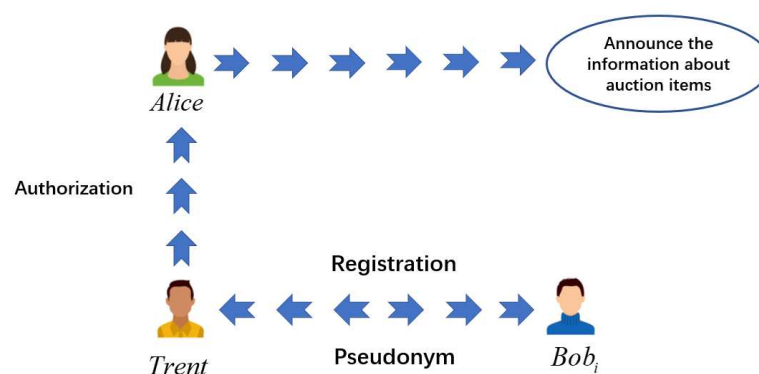 Announce the
information about
auction items
Alice
Authorization
Registration
Pseudonym
Trent
Bob_i